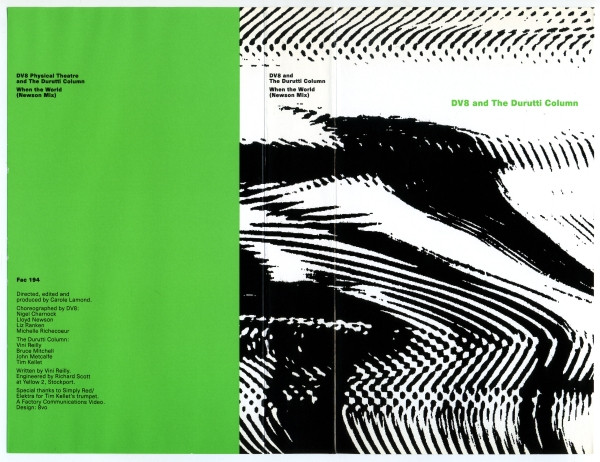 DV8 Physical Theatre
and The Durutti Column
When the World
(Newson Mix)
Fac 194
Directed, edited and
produced by Carole Lamond.
Choreographed by DV8:
Nigel Charnock
Lloyd Newson
Liz Ranken
Michelle Richecoeur
The Durutti Column:
Vini Reilly
Bruce Mitchell
John Metcalfe
Tim Kellet
Written by Vini Reilly.
Engineered by Richard Scott
at Yellow 2, Stockport.
Special thanks to Simply Red/
Elektra for Tim Kellet's trumpet.
A Factory Communications Video.
Design: 8vo
DV8 and
The Durutti Column
When the World
(Newson Mix)
DV8 and The Durutti Column